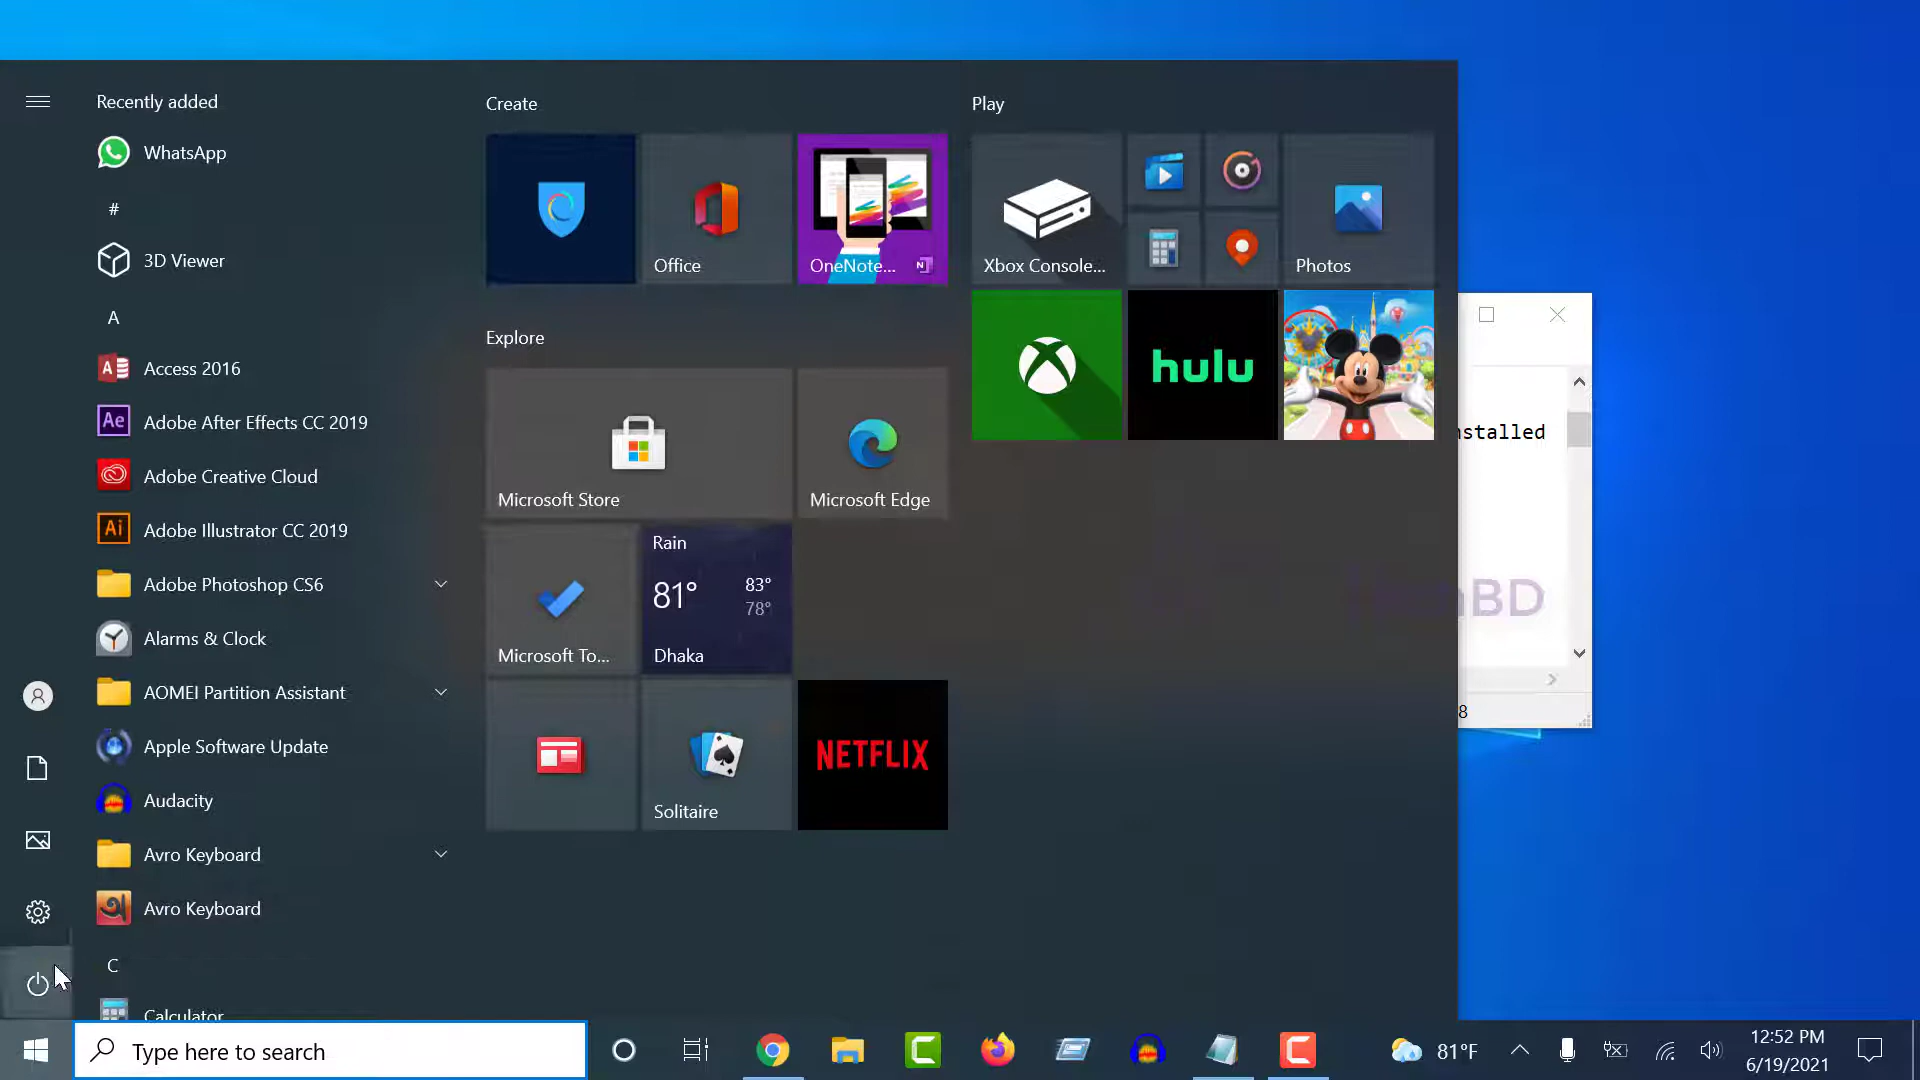 Recently added
WhatsApp
#
3D Viewer
A
Access 2016
Adobe After Effects CC 2019
Adobe Creative Cloud
Adobe Illustrator CC 2019
Adobe Photoshop CS6
Alarms & Clock
AOMEI Partition Assistant
Apple Software Update
Audacity
Avro Keyboard
Avro Keyboard
C
Calculator
Create
Office
OneNote...
Explore
Microsoft Store
Microsoft Edge
Microsoft To...
Rain
81°
83°
78°
Dhaka
Solitaire
NETFLIX
Play
Xbox Console...
Photos
hulu
nstalled
BD
8
Type here to search
81°F
12:52 PM
6/19/2021